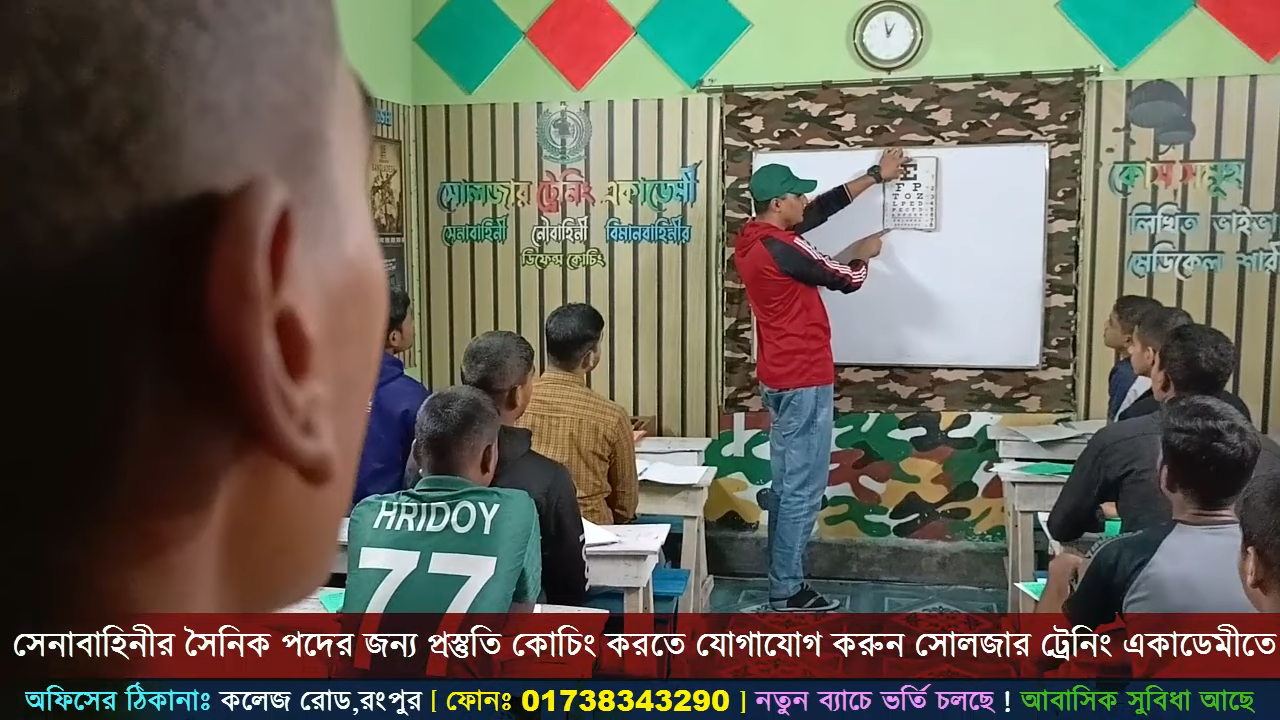 সোলজার ট্রেনিং একাডেমী
সেনাবাহিনী নৌবাহিনী বিমানবাহিনীর
ডিফেন্স কোচিং
E
F P
T O Z
L P E D
কোর্স সমুহ
লিখিত ভাইভা
মেডিকেল শারী
HRIDOY
77
সেনাবাহিনীর সৈনিক পদের জন্য প্রস্তুতি কোচিং করতে যোগাযোগ করুন সোলজার ট্রেনিং একাডেমীতে
অফিসের ঠিকানাঃ কলেজ রোড,রংপুর [ ফোনঃ 01738343290 ] নতুন ব্যাচে ভর্তি চলছে ! আবাসিক সুবিধা আছে